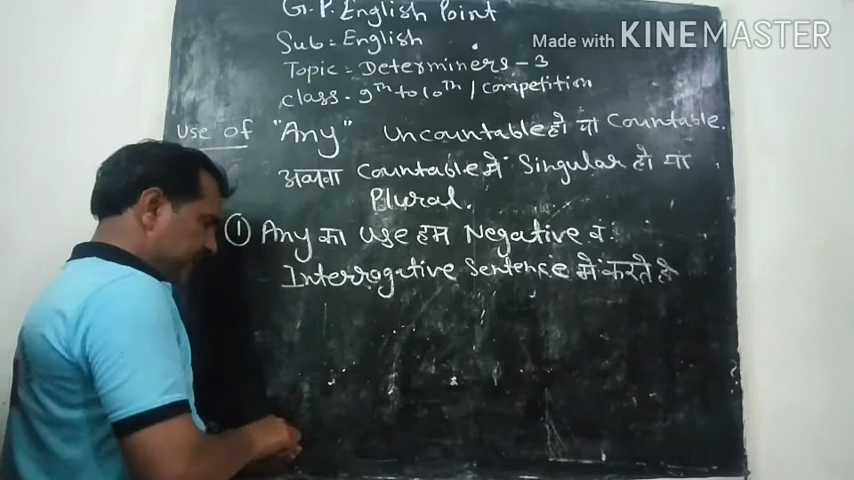 G.P. English Point
Made with KINEMASTER
Sub = English
Topic = Determiners - 3
class - 9th to 10th / competition
Use of "Any" Uncountable हो या Countable.
अथवा Countable में Singular हो या
Plural.
① Any का Use हम Negative व
Interrogative Sentence में करते है